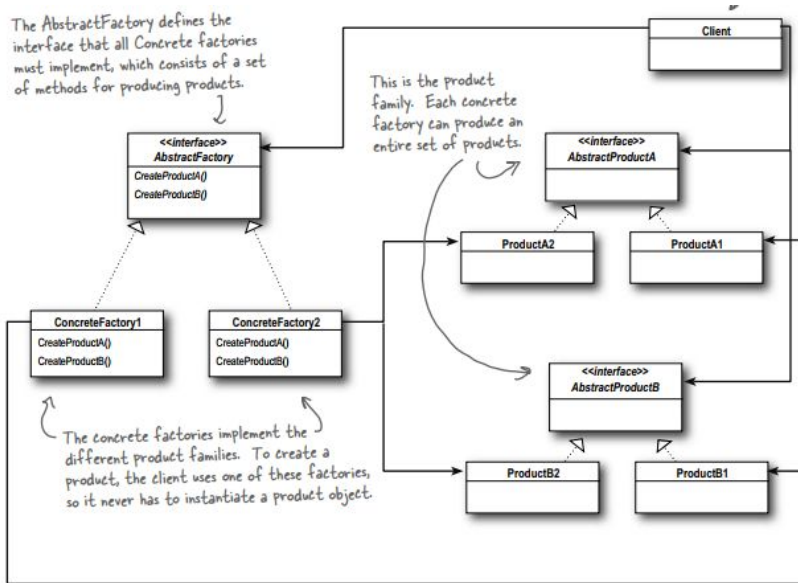 The AbstractFactory defines the
interface that all Concrete factories
must implement, which consists of a set
of methods for producing products.
Client
This is the product
family. Each concrete
factory can produce an
entire set of products.
<<interface>>
AbstractFactory
CreateProductA()
CreateProductB()
<<interface>>
AbstractProductA
ProductA2
ProductA1
ConcreteFactory1
CreateProductA()
CreateProductB()
ConcreteFactory2
CreateProductA()
CreateProductB()
<<interface>>
AbstractProductB
The concrete factories implement the
different product families. To create a
product, the client uses one of these factories,
so it never has to instantiate a product object.
ProductB2
ProductB1